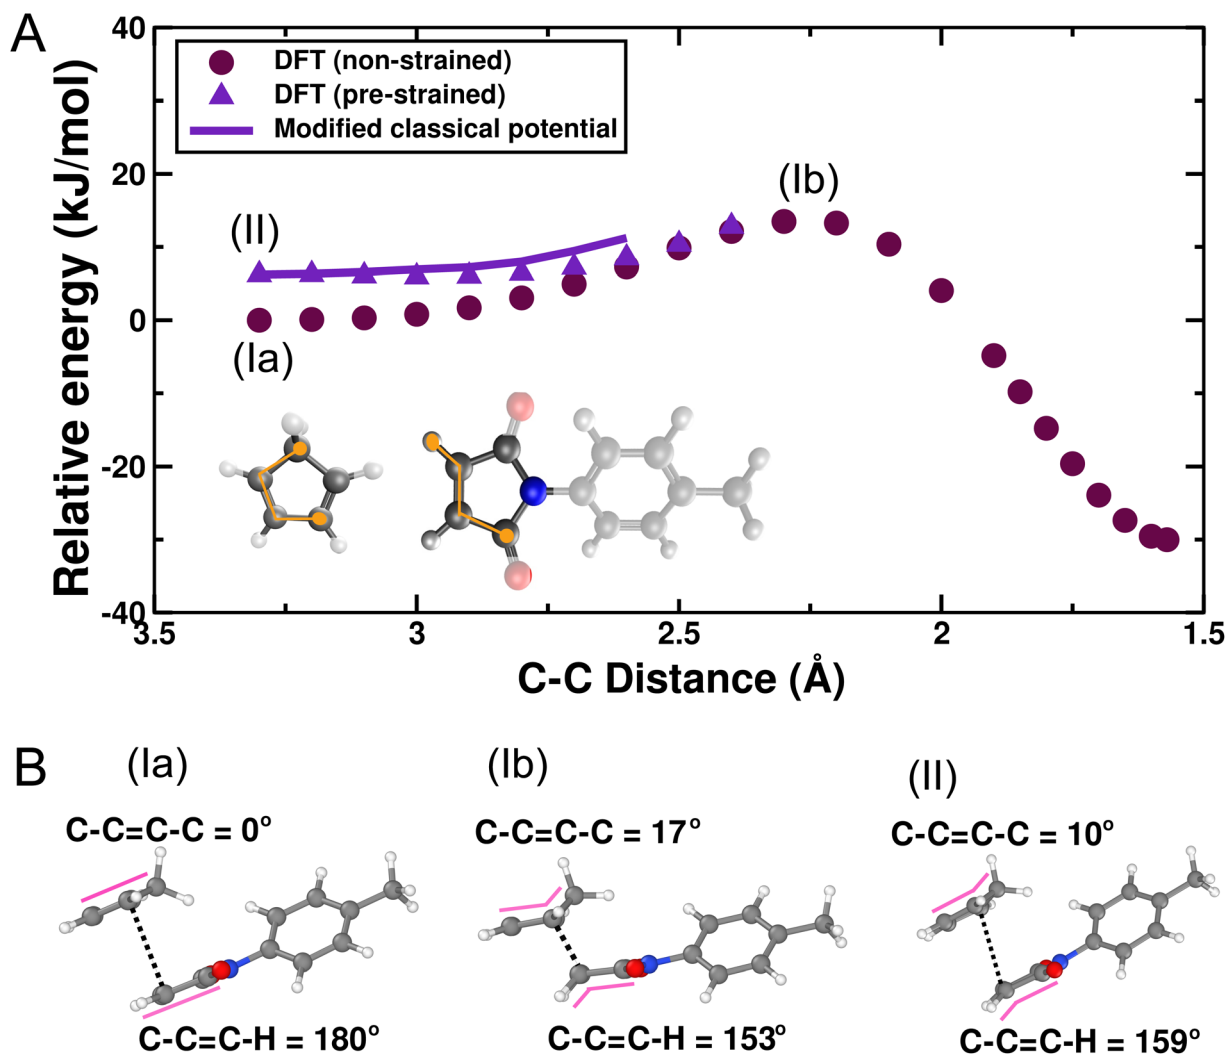 A
40
DFT (non-strained)
DFT (pre-strained)
Modified classical potential
20
(Ib)
(II)
0
(Ia)
-20
-40
3.5 3 2.5 2 1.5
Relative energy (kJ/mol)
C-C Distance (Å)
B
(Ia) (Ib) (II)
C-C=C-C = 0° C-C=C-C = 17° C-C=C-C = 10°
C-C=C-H = 180° C-C=C-H = 153° C-C=C-H = 159°